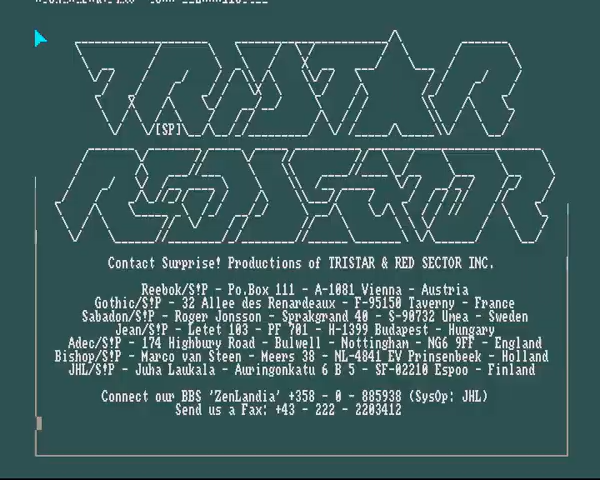 TRISTAR
[SP]
REDSECTOR
Contact Surprise! Productions of TRISTAR & RED SECTOR INC.
Reebok/S!P - Po.Box 111 - A-1081 Vienna - Austria
Gothic/S!P - 32 Allee des Renardeaux - F-95150 Taverny - France
Sabadon/S!P - Roger Jonsson - Sprakgrand 40 - S-90732 Umea - Sweden
Jean/S!P - Letet 103 - PF 701 - H-1399 Budapest - Hungary
Adec/S!P - 174 Highbury Road - Bulwell - Nottingham - NG6 9FF - England
Bishop/S!P - Marco van Steen - Meers 38 - NL-4841 EV Prinsenbeek - Holland
JHL/S!P - Juha Laukala - Auringonkatu 6 B 5 - SF-02210 Espoo - Finland
Connect our BBS 'ZenLandia' +358 - 0 - 885938 (SysOp: JHL)
Send us a Fax: +43 - 222 - 2203412